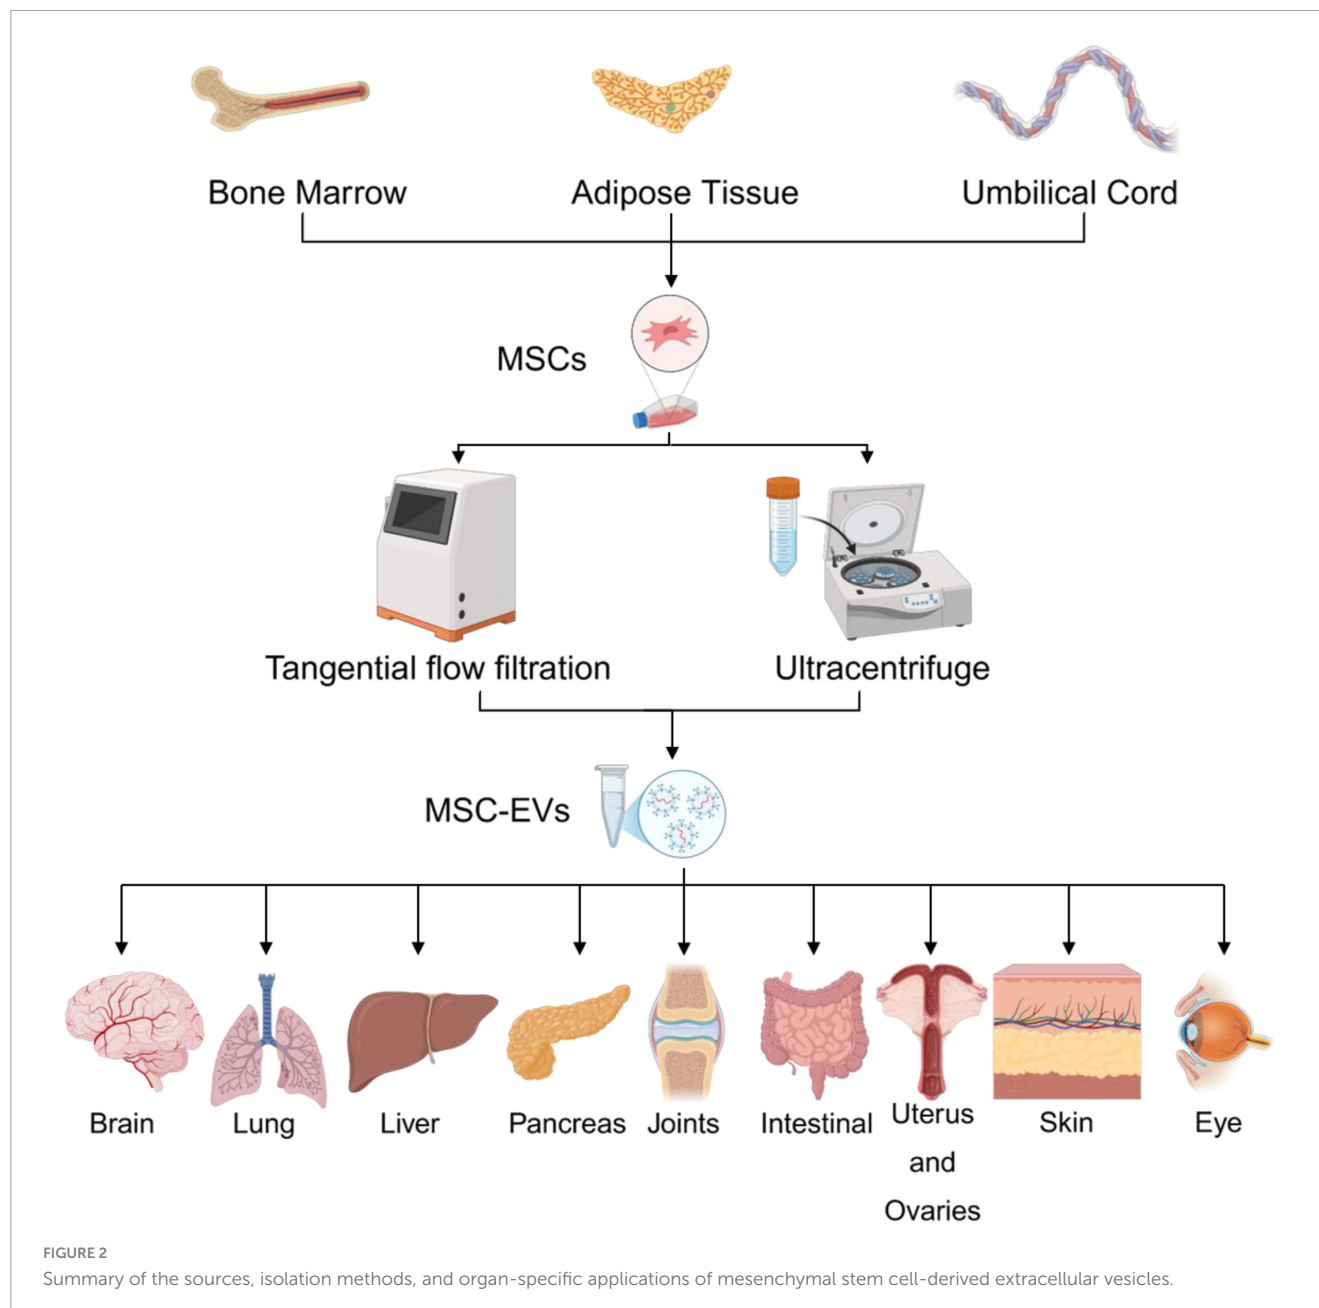 Bone Marrow
Adipose Tissue
Umbilical Cord
MSCs
Tangential flow filtration
Ultracentrifuge
MSC-EVs
Brain
Lung
Liver
Pancreas
Joints
Intestinal
Uterus
and
Ovaries
Skin
Eye
FIGURE 2
Summary of the sources, isolation methods, and organ-specific applications of mesenchymal stem cell-derived extracellular vesicles.